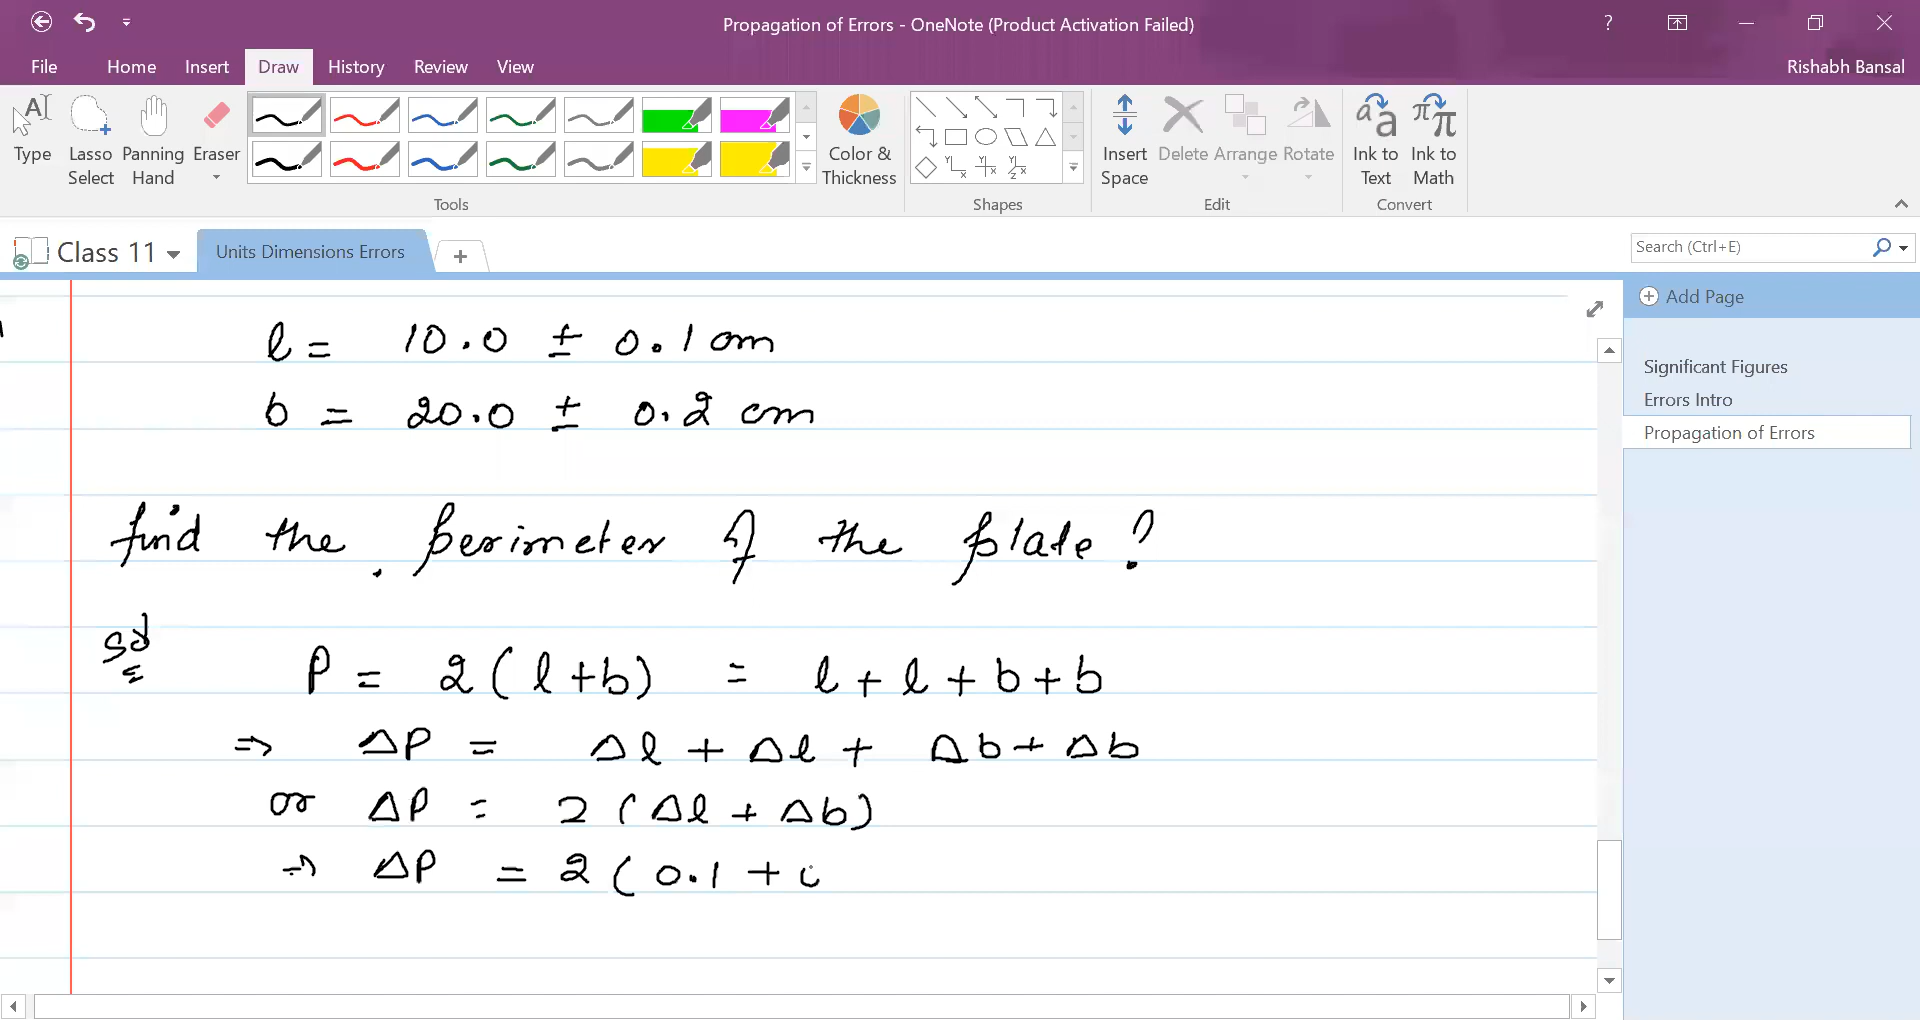 Propagation of Errors - OneNote (Product Activation Failed)
?
File Home Insert Draw History Review View
Rishabh Bansal
Type
Lasso Select
Panning Hand
Eraser
Tools
Color & Thickness
Shapes
Insert Space
Delete
Arrange
Rotate
Edit
Ink to Text
Ink to Math
Convert
Class 11
Units Dimensions Errors
Search (Ctrl+E)
Add Page
Significant Figures
Errors Intro
Propagation of Errors
l = 10.0 ± 0.1 cm
b = 20.0 ± 0.2 cm
find the perimeter of the plate?
Sol
P = 2(l+b) = l + l + b + b
⇒ ΔP = Δl + Δl + Δb + Δb
or ΔP = 2 (Δl + Δb)
⇒ ΔP = 2 ( 0.1 +